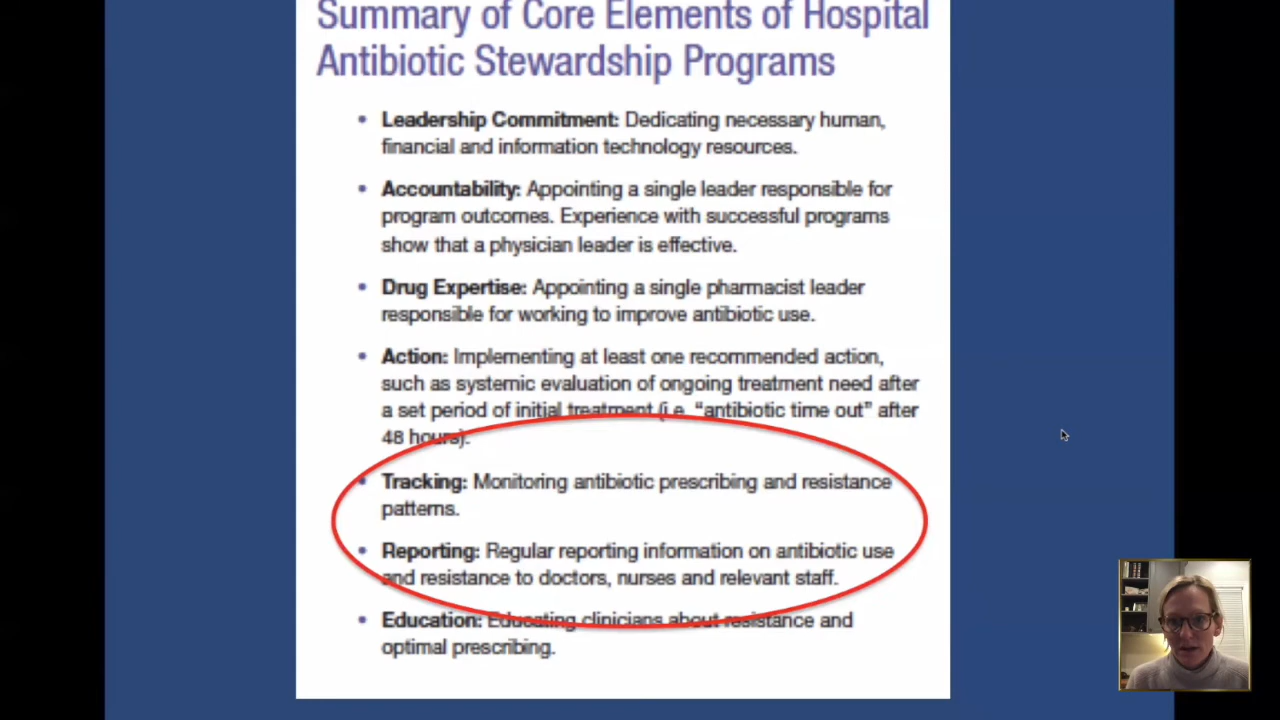 Summary of Core Elements of Hospital
Antibiotic Stewardship Programs
• Leadership Commitment: Dedicating necessary human,
financial and information technology resources.
• Accountability: Appointing a single leader responsible for
program outcomes. Experience with successful programs
show that a physician leader is effective.
• Drug Expertise: Appointing a single pharmacist leader
responsible for working to improve antibiotic use.
• Action: Implementing at least one recommended action,
such as systemic evaluation of ongoing treatment need after
a set period of initial treatment (i.e. “antibiotic time out” after
48 hours).
• Tracking: Monitoring antibiotic prescribing and resistance
patterns.
• Reporting: Regular reporting information on antibiotic use
and resistance to doctors, nurses and relevant staff.
• Education: Educating clinicians about resistance and
optimal prescribing.